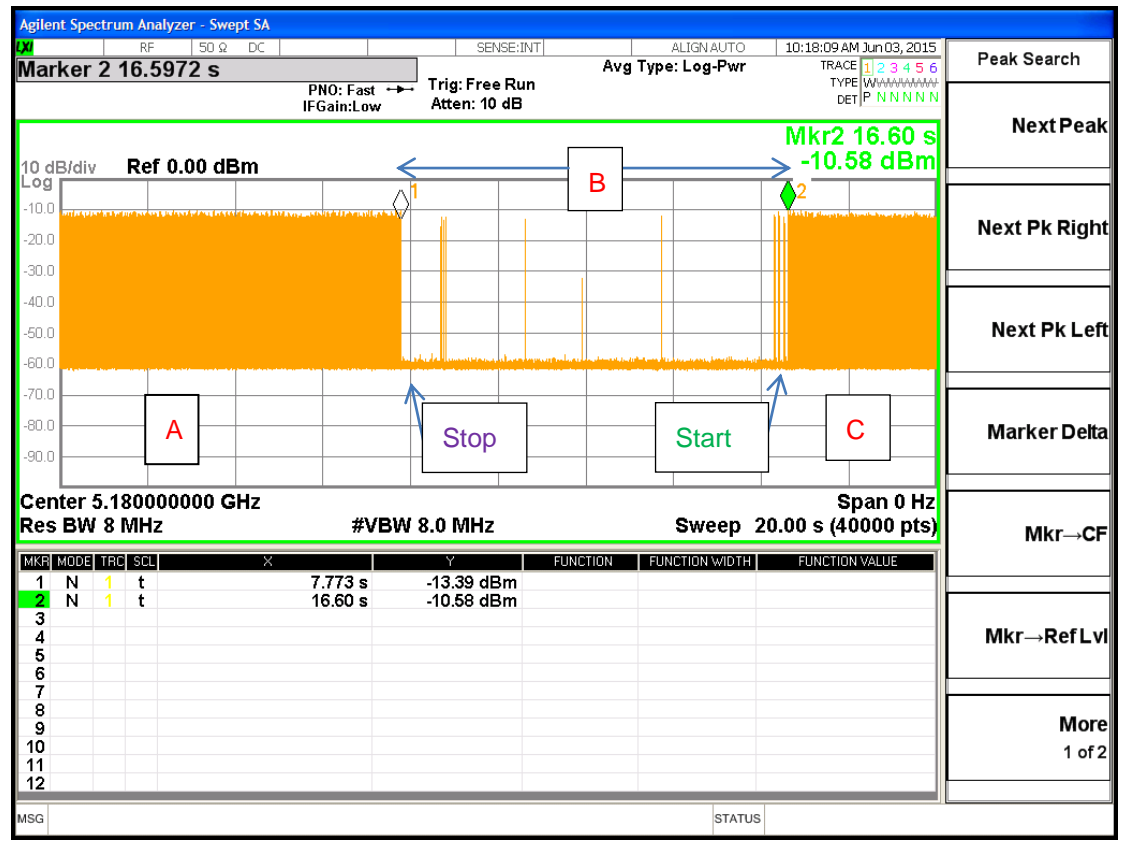 Agilent Spectrum Analyzer - Swept SA
LXI RF 50 Ω DC SENSE:INT ALIGN AUTO 10:18:09 AM Jun 03, 2015
Marker 2 16.5972 s
PNO: Fast
IFGain:Low
Trig: Free Run
Atten: 10 dB
Avg Type: Log-Pwr
TRACE 1 2 3 4 5 6
TYPE WWWWWW
DET P N N N N N
Peak Search
Next Peak
Next Pk Right
Next Pk Left
Marker Delta
Mkr→CF
Mkr→Ref Lvl
More
1 of 2
Mkr2 16.60 s
-10.58 dBm
10 dB/div
Log
Ref 0.00 dBm
B
1
2
-10.0
-20.0
-30.0
-40.0
-50.0
-60.0
-70.0
-80.0
-90.0
A
Stop
Start
C
Center 5.180000000 GHz
Span 0 Hz
Res BW 8 MHz
#VBW 8.0 MHz
Sweep 20.00 s (40000 pts)
MKR MODE TRC SCL X Y FUNCTION FUNCTION WIDTH FUNCTION VALUE
1 N 1 t 7.773 s -13.39 dBm
2 N 1 t 16.60 s -10.58 dBm
3
4
5
6
7
8
9
10
11
12
MSG
STATUS